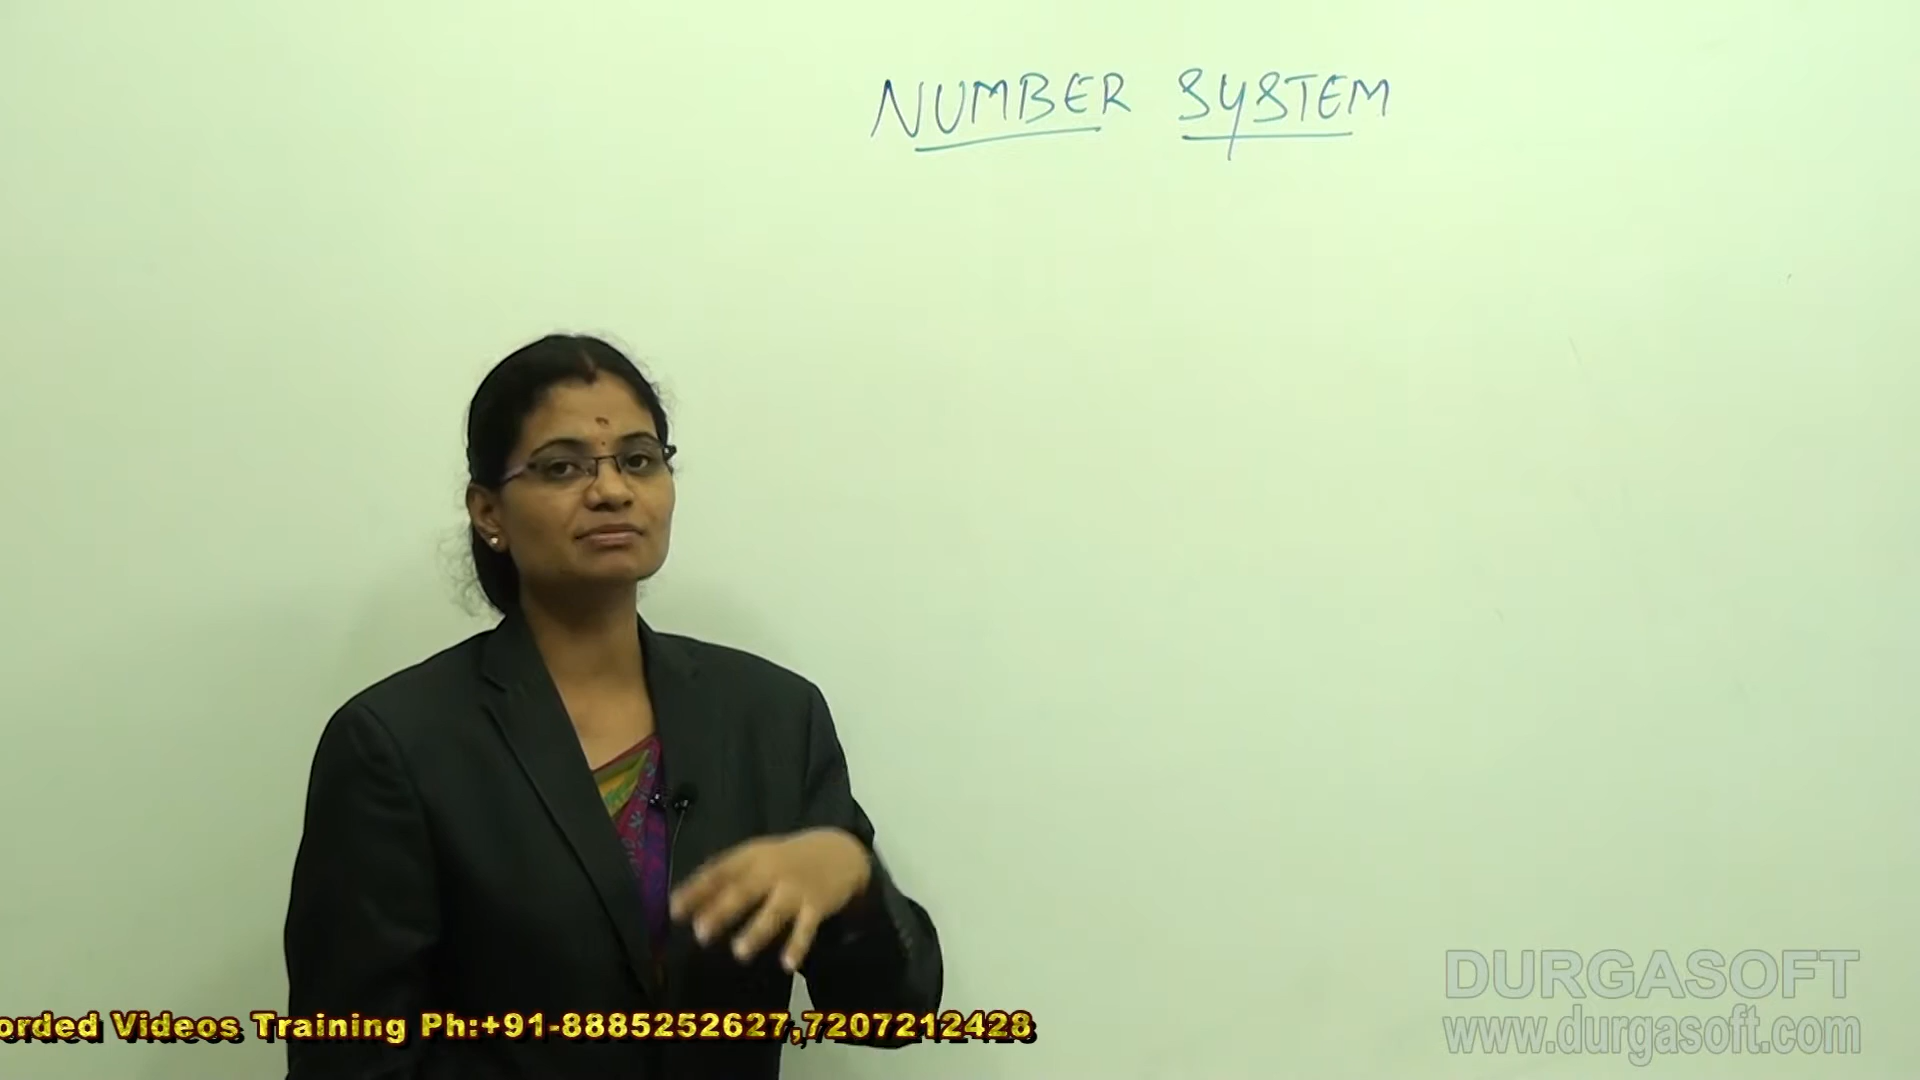 NUMBER SYSTEM
orded Videos Training Ph:+91-8885252627,7207212428
DURGASOFT
www.durgasoft.com